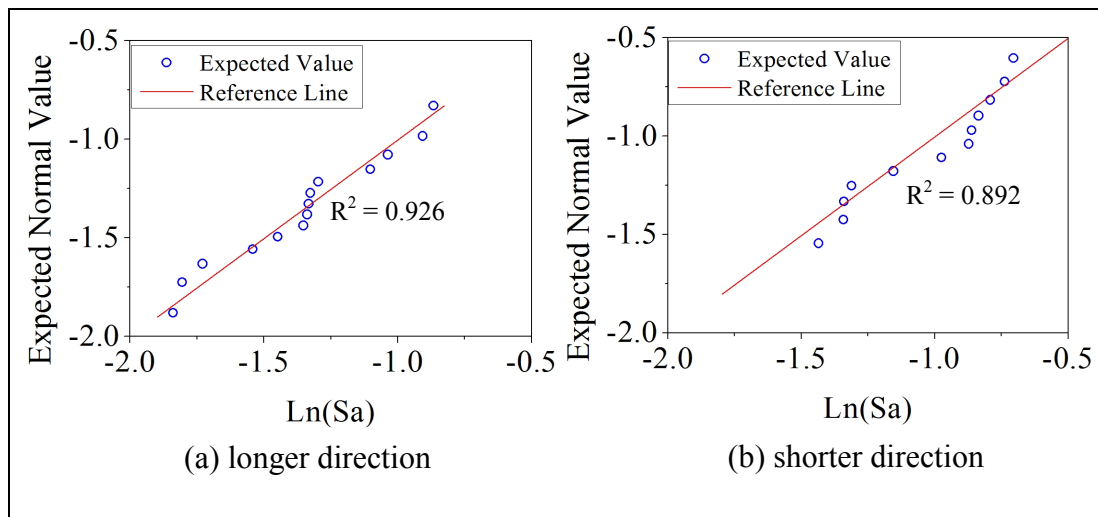 -0.5
-1.0
-1.5
-2.0
Expected Normal Value
Expected Value
Reference Line
R² = 0.926
-2.0 -1.5 -1.0 -0.5
Ln(Sa)
(a) longer direction
-0.5
-1.0
-1.5
-2.0
Expected Normal Value
Expected Value
Reference Line
R² = 0.892
-2.0 -1.5 -1.0 -0.5
Ln(Sa)
(b) shorter direction